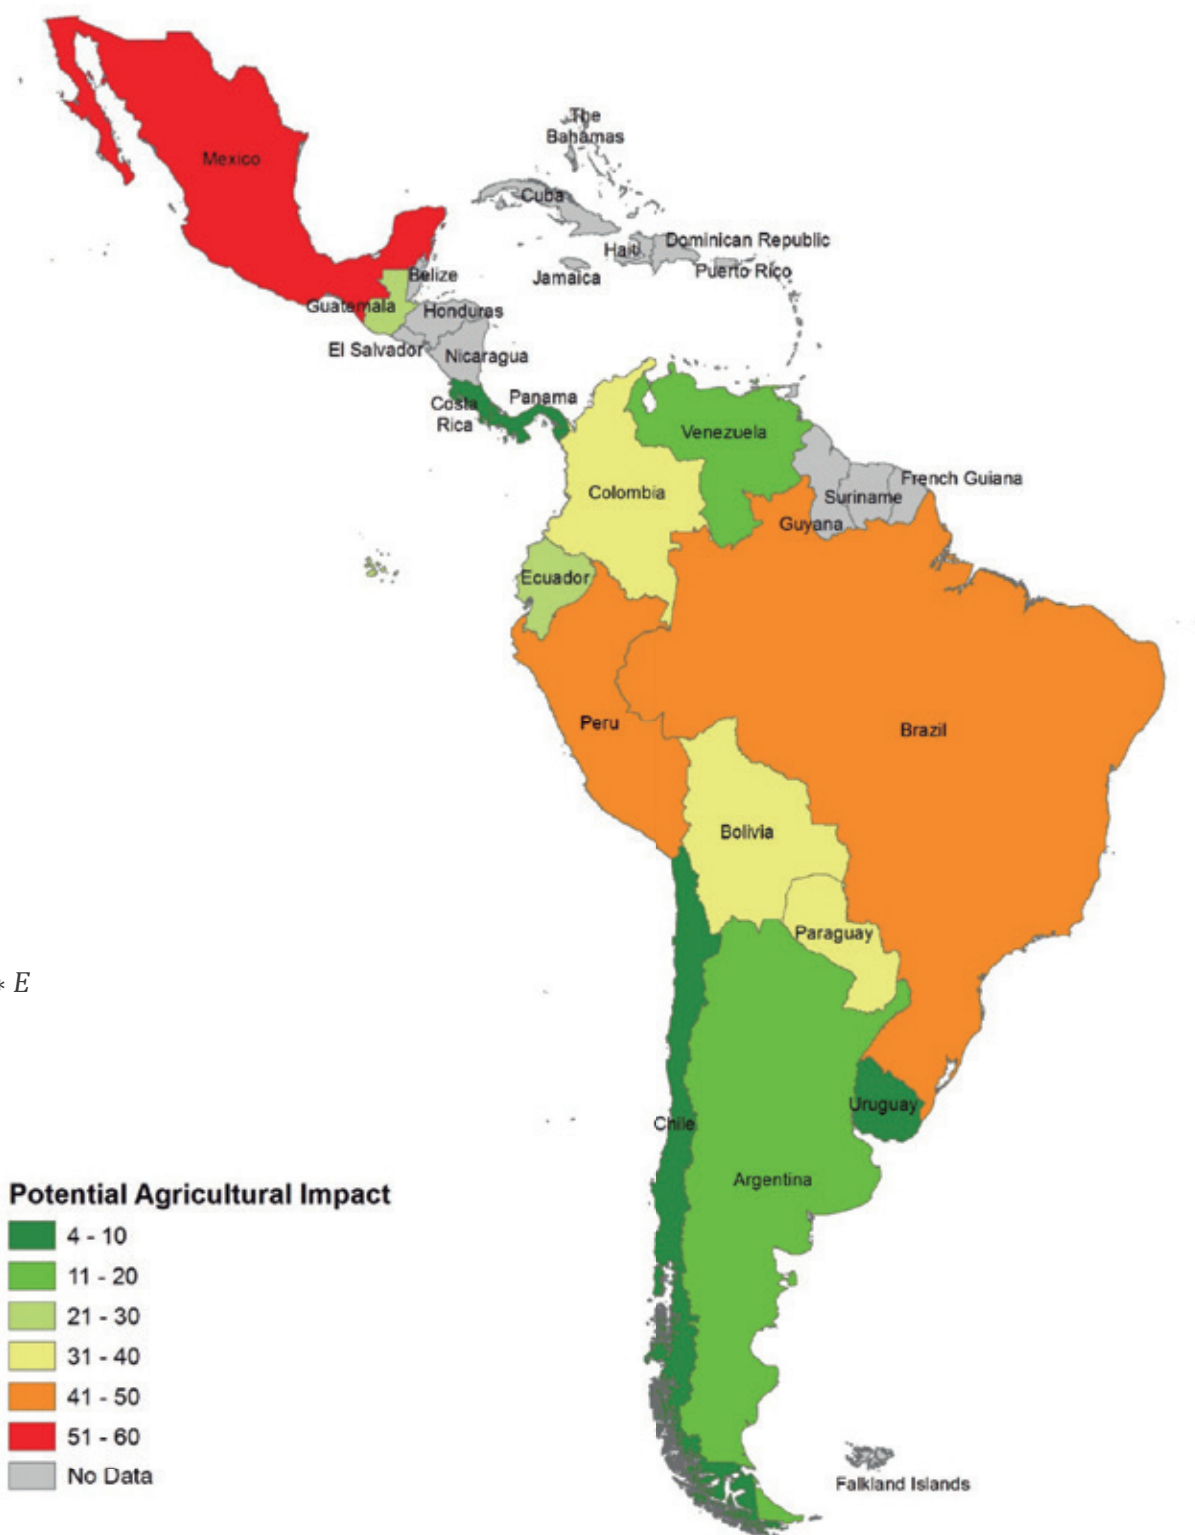 The
Bahamas
Mexico
Cuba
Haiti
Dominican Republic
Puerto Rico
Jamaica
Belize
Guatemala
Honduras
El Salvador
Nicaragua
Costa
Rica
Panama
Venezuela
Colombia
French Guiana
Suriname
Guyana
Ecuador
Peru
Brazil
Bolivia
Paraguay
* E
Uruguay
Chile
Argentina
Potential Agricultural Impact
4 - 10
11 - 20
21 - 30
31 - 40
41 - 50
51 - 60
No Data
Falkland Islands